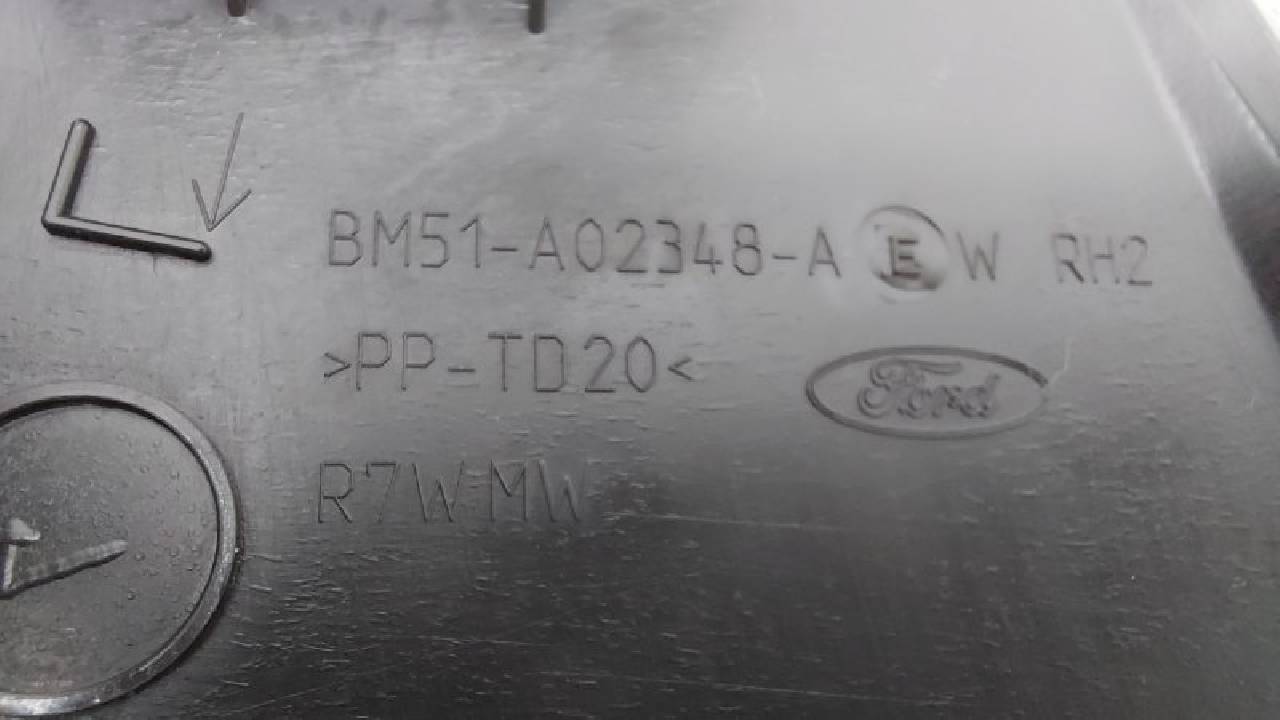 BM51-A02348-A E W RH2
>PP-TD20<
Ford
R7WMW